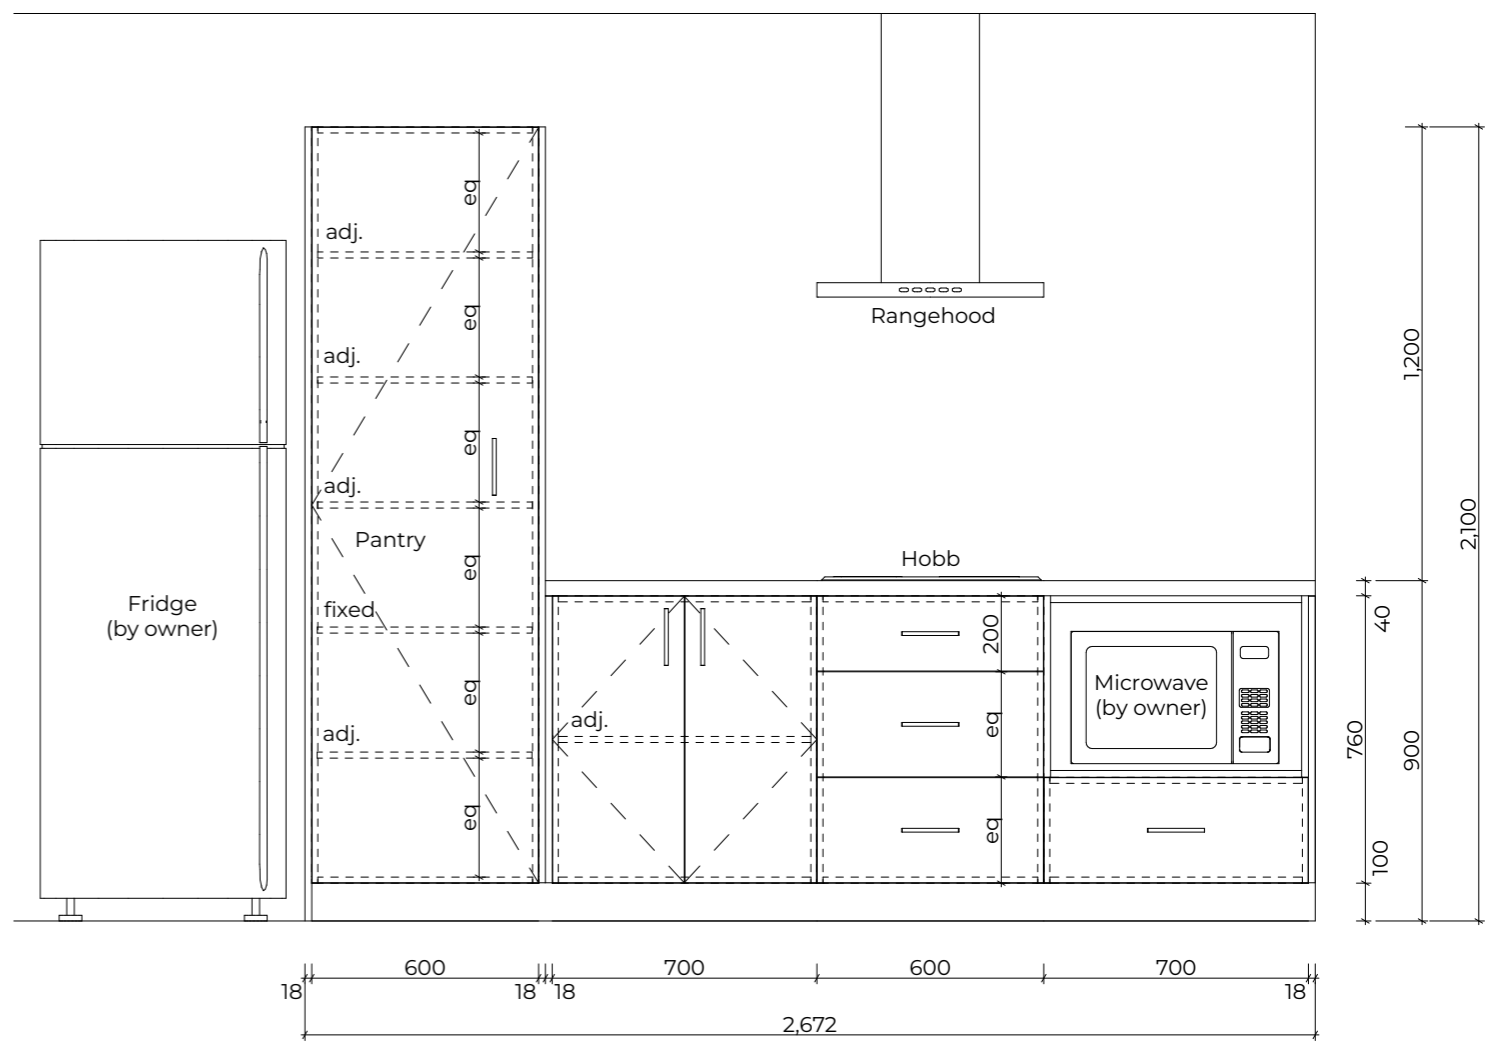 eq
adj.
eq
Rangehood
1,200
adj.
eq
adj.
2,100
Pantry
Hobb
eq
Fridge
(by owner)
fixed
200
40
Microwave
(by owner)
eq
adj.
adj.
eq
760
900
eq
eq
100
600
700
600
700
18
18
18
18
2,672